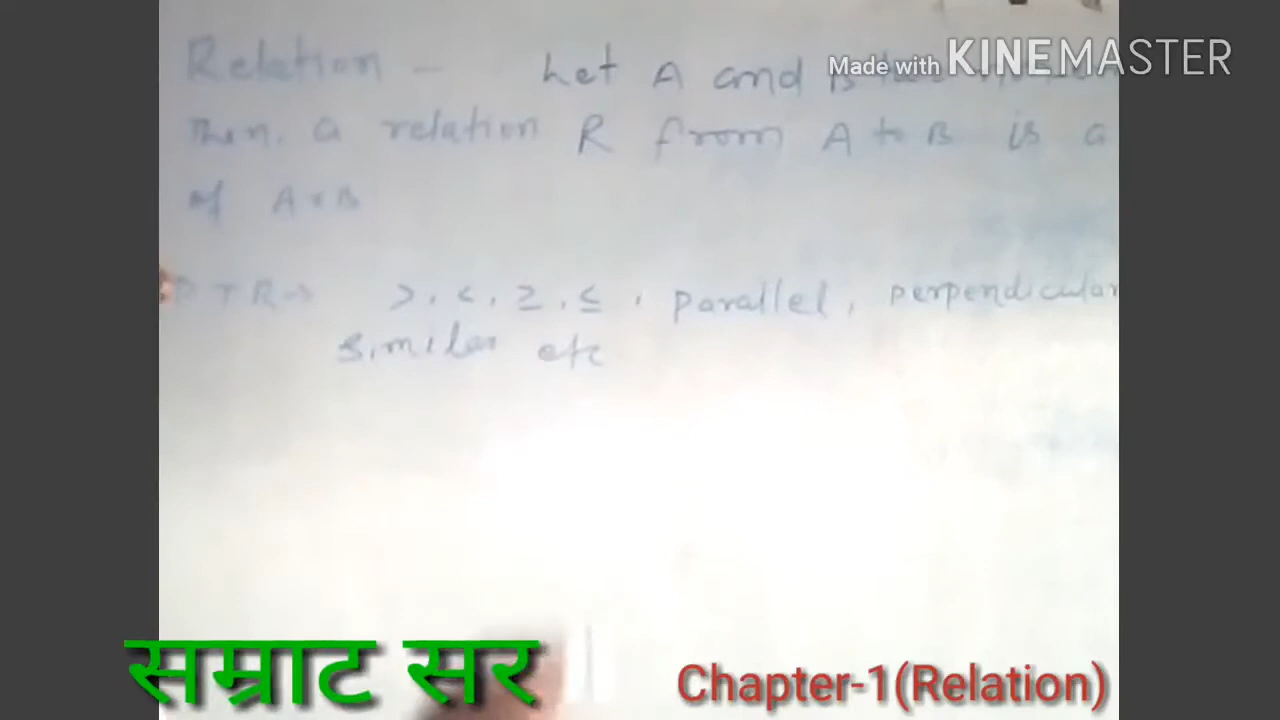 Made with KINEMASTER
Relation - Let A and B
Then. a relation R from A to B is a
of A x B
R → >, <, ≥, ≤, parallel, perpendicular
similar etc
सम्राट सर
Chapter-1(Relation)